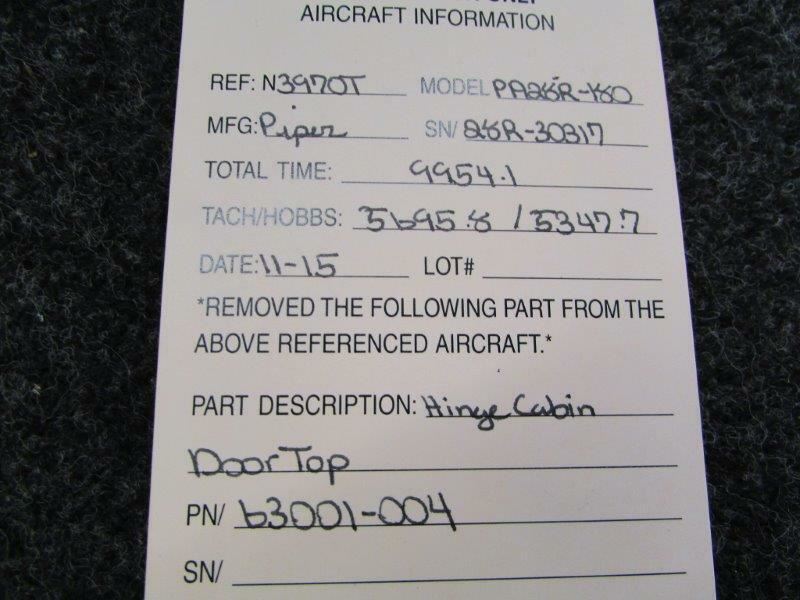 AIRCRAFT INFORMATION
REF: N3970T MODEL PA28R-180
MFG: Piper SN/ 28R-30317
TOTAL TIME: 9954.1
TACH/HOBBS: 5695.8 / 5347.7
DATE: 11-15 LOT#
*REMOVED THE FOLLOWING PART FROM THE
ABOVE REFERENCED AIRCRAFT.*
PART DESCRIPTION: Hinge Cabin
Door Top
PN/ 63001-004
SN/